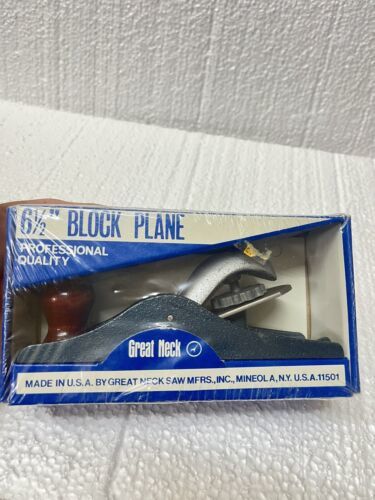 6½" BLOCK PLANE
PROFESSIONAL
QUALITY
Great Neck
MADE IN U.S.A. BY GREAT NECK SAW MFRS., INC., MINEOLA, N.Y. U.S.A. 11501